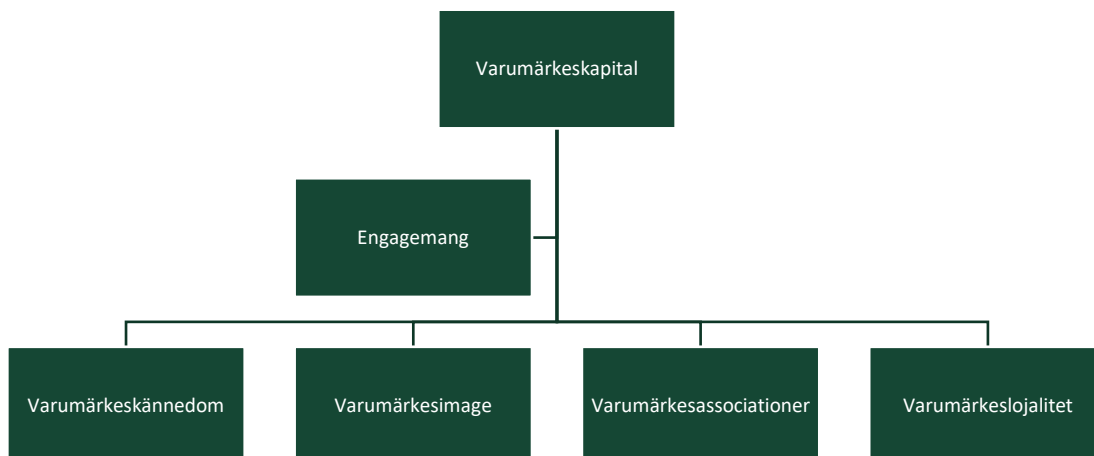 Varumärkeskapital
Engagemang
Varumärkeskännedom
Varumärkesimage
Varumärkesassociationer
Varumärkeslojalitet